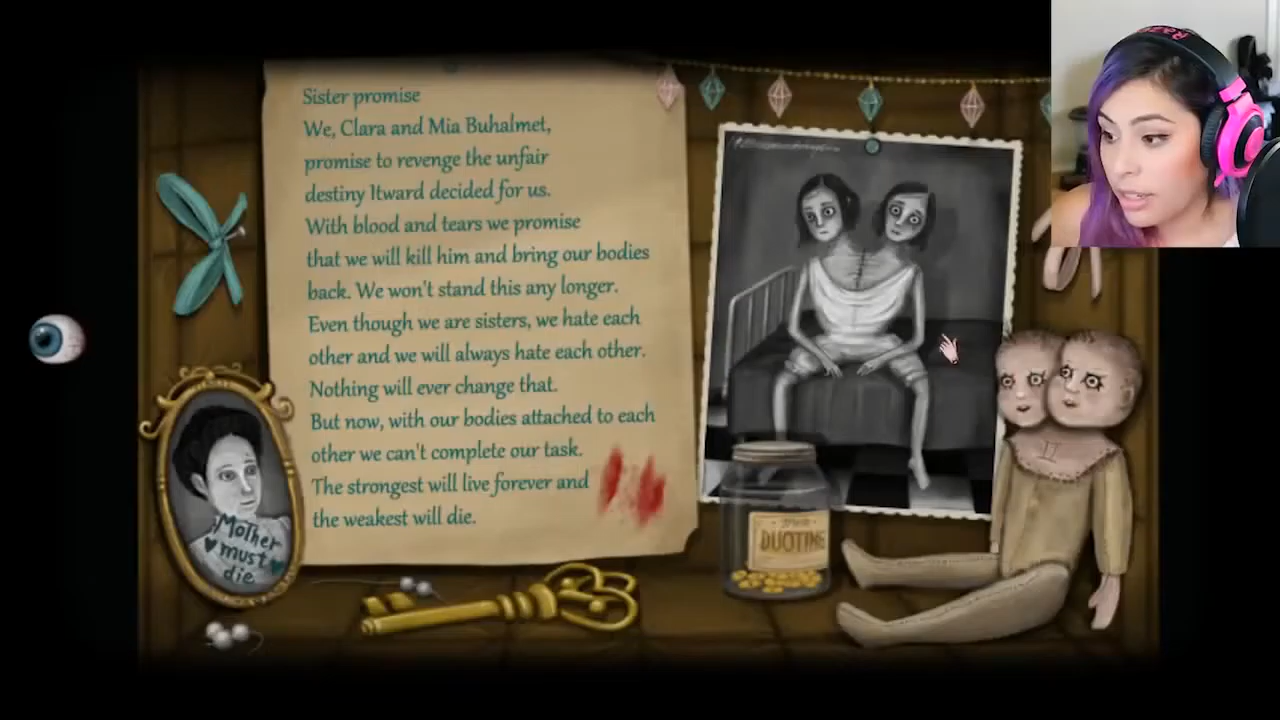 Sister promise
We, Clara and Mia Buhalmet,
promise to revenge the unfair
destiny Itward decided for us.
With blood and tears we promise
that we will kill him and bring our bodies
back. We won't stand this any longer.
Even though we are sisters, we hate each
other and we will always hate each other.
Nothing will ever change that.
But now, with our bodies attached to each
other we can't complete our task.
The strongest will live forever and
the weakest will die.
Mother
must
die
DUOTINE